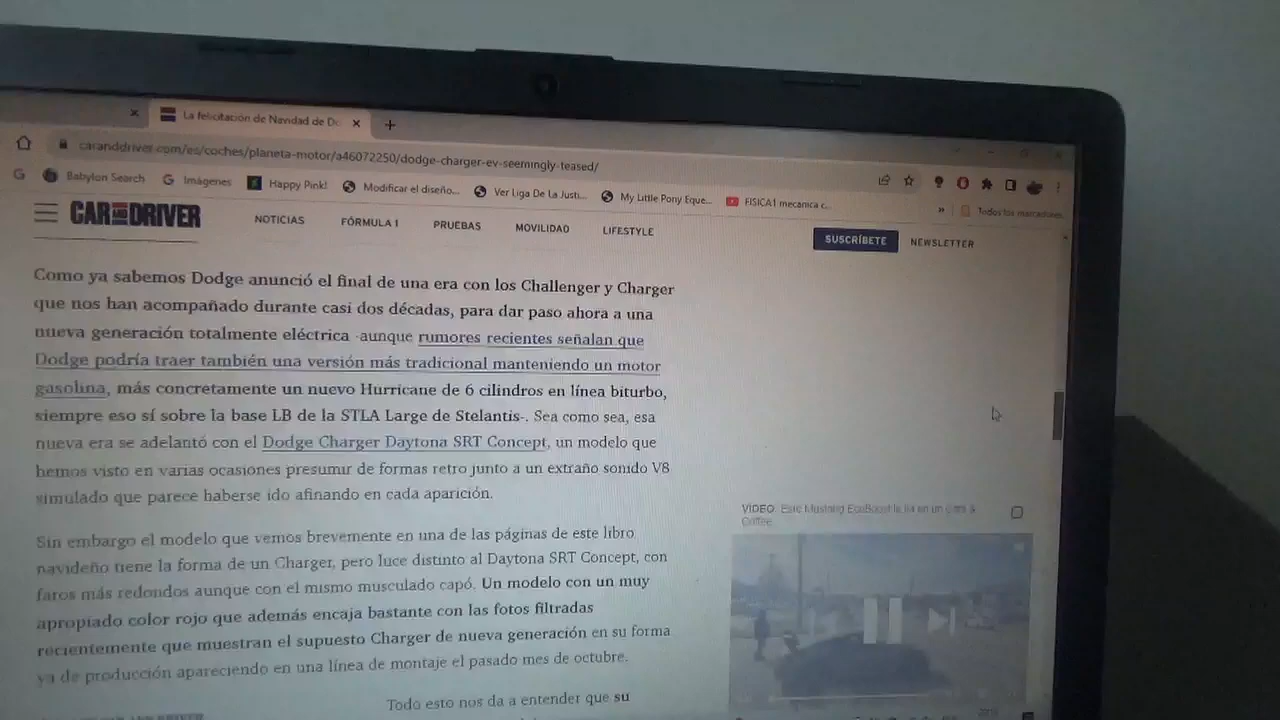 La felicitación de Navidad de Do
caranddriver.com/es/coches/planeta-motor/a46072250/dodge-charger-ev-seemingly-teased/
Babylon Search
Imágenes
Happy Pink!
Modificar el diseño...
Ver Liga De La Justi...
My Little Pony Eque...
FISICA1 mecanica c...
» Todos los marcadores
CAR AND DRIVER
NOTICIAS
FÓRMULA 1
PRUEBAS
MOVILIDAD
LIFESTYLE
SUSCRÍBETE
NEWSLETTER
Como ya sabemos Dodge anunció el final de una era con los Challenger y Charger
que nos han acompañado durante casi dos décadas, para dar paso ahora a una
nueva generación totalmente eléctrica -aunque rumores recientes señalan que
Dodge podría traer también una versión más tradicional manteniendo un motor
gasolina, más concretamente un nuevo Hurricane de 6 cilindros en línea biturbo,
siempre eso sí sobre la base LB de la STLA Large de Stelantis-. Sea como sea, esa
nueva era se adelantó con el Dodge Charger Daytona SRT Concept, un modelo que
hemos visto en varias ocasiones presumir de formas retro junto a un extraño sonido V8
simulado que parece haberse ido afinando en cada aparición.
VÍDEO: Este Mustang EcoBoost la lía en un Cars &
Coffee
Sin embargo el modelo que vemos brevemente en una de las páginas de este libro
navideño tiene la forma de un Charger, pero luce distinto al Daytona SRT Concept, con
faros más redondos aunque con el mismo musculado capó. Un modelo con un muy
apropiado color rojo que además encaja bastante con las fotos filtradas
recientemente que muestran el supuesto Charger de nueva generación en su forma
ya de producción apareciendo en una línea de montaje el pasado mes de octubre.
Todo esto nos da a entender que su